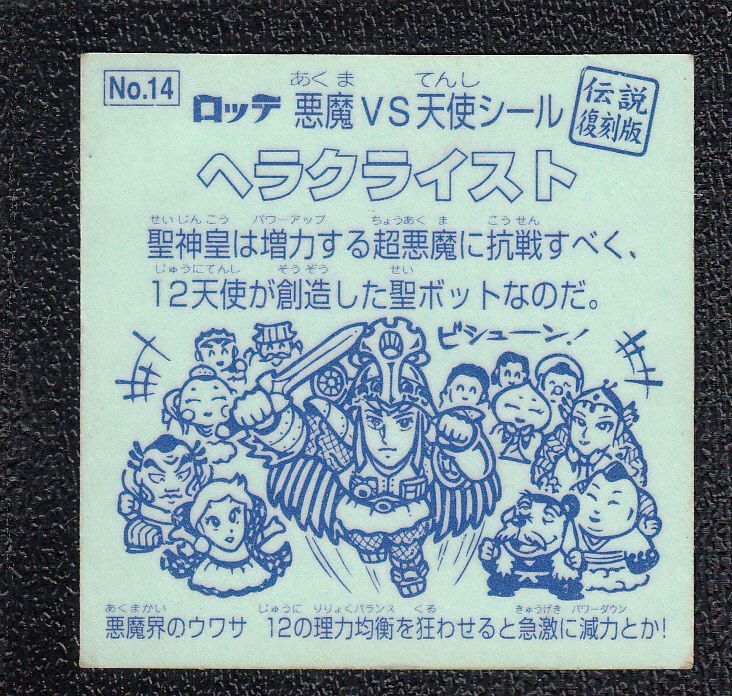 No.14
あくま てんし
ロッテ 悪魔VS天使シール
伝説
復刻版
ヘラクライスト
せいじんこう パワーアップ ちょうあくま こうせん
聖神皇は増力する超悪魔に抗戦すべく、
じゅうにてんし そうぞう せい
12天使が創造した聖ボットなのだ。
ビシューン!
あくまかい じゅうに りりょくバランス くる きゅうげき パワーダウン
悪魔界のウワサ 12の理力均衡を狂わせると急激に減力とか!